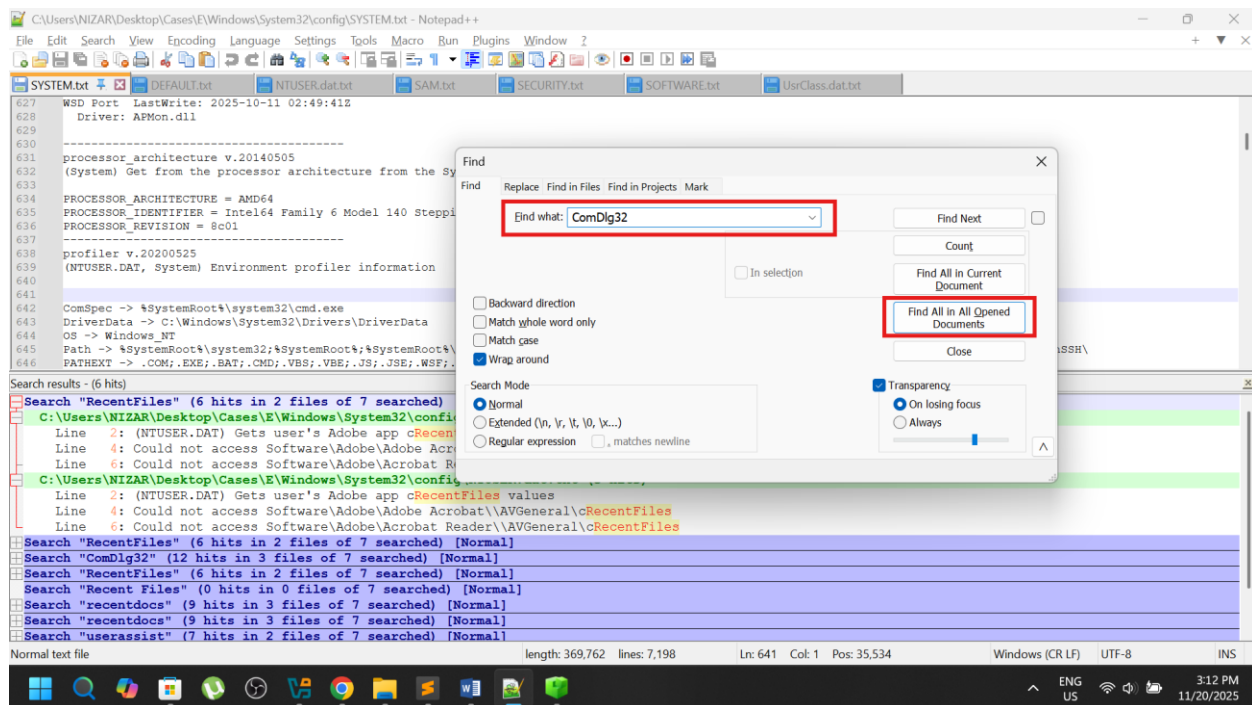 C:\Users\NIZAR\Desktop\Cases\E\Windows\System32\config\SYSTEM.txt - Notepad++
File Edit Search View Encoding Language Settings Tools Macro Run Plugins Window ?
SYSTEM.txt DEFAULT.txt NTUSER.dat.txt SAM.txt SECURITY.txt SOFTWARE.txt UsrClass.dat.txt
627 WSD Port LastWrite: 2025-10-11 02:49:41Z
628 Driver: APMon.dll
629
630 ----------------------------------------
631 processor_architecture v.20140505
632 (System) Get from the processor architecture from the Sy
633
634 PROCESSOR_ARCHITECTURE = AMD64
635 PROCESSOR_IDENTIFIER = Intel64 Family 6 Model 140 Steppi
636 PROCESSOR_REVISION = 8c01
637 ----------------------------------------
638 profiler v.20200525
639 (NTUSER.DAT, System) Environment profiler information
640
641
642 ComSpec -> %SystemRoot%\system32\cmd.exe
643 DriverData -> C:\Windows\System32\Drivers\DriverData
644 OS -> Windows_NT
645 Path -> %SystemRoot%\system32;%SystemRoot%;%SystemRoot%\ nSSH\
646 PATHEXT -> .COM;.EXE;.BAT;.CMD;.VBS;.VBE;.JS;.JSE;.WSF;.
Find
Find Replace Find in Files Find in Projects Mark
Find what: ComDlg32
Find Next
Count
In selection
Find All in Current Document
Backward direction
Match whole word only
Match case
Wrap around
Find All in All Opened Documents
Close
Search Mode
Normal
Extended (\n, \r, \t, \0, \x...)
Regular expression . matches newline
Transparency
On losing focus
Always
Search results - (6 hits)
Search "RecentFiles" (6 hits in 2 files of 7 searched)
C:\Users\NIZAR\Desktop\Cases\E\Windows\System32\confi
Line 2: (NTUSER.DAT) Gets user's Adobe app cRecen
Line 4: Could not access Software\Adobe\Adobe Acr
Line 6: Could not access Software\Adobe\Acrobat R
C:\Users\NIZAR\Desktop\Cases\E\Windows\System32\config
Line 2: (NTUSER.DAT) Gets user's Adobe app cRecentFiles values
Line 4: Could not access Software\Adobe\Adobe Acrobat\\AVGeneral\cRecentFiles
Line 6: Could not access Software\Adobe\Acrobat Reader\\AVGeneral\cRecentFiles
Search "RecentFiles" (6 hits in 2 files of 7 searched) [Normal]
Search "ComDlg32" (12 hits in 3 files of 7 searched) [Normal]
Search "RecentFiles" (6 hits in 2 files of 7 searched) [Normal]
Search "Recent Files" (0 hits in 0 files of 7 searched) [Normal]
Search "recentdocs" (9 hits in 3 files of 7 searched) [Normal]
Search "recentdocs" (9 hits in 3 files of 7 searched) [Normal]
Search "userassist" (7 hits in 2 files of 7 searched) [Normal]
Normal text file length: 369,762 lines: 7,198 Ln: 641 Col: 1 Pos: 35,534 Windows (CR LF) UTF-8 INS
ENG US 3:12 PM 11/20/2025